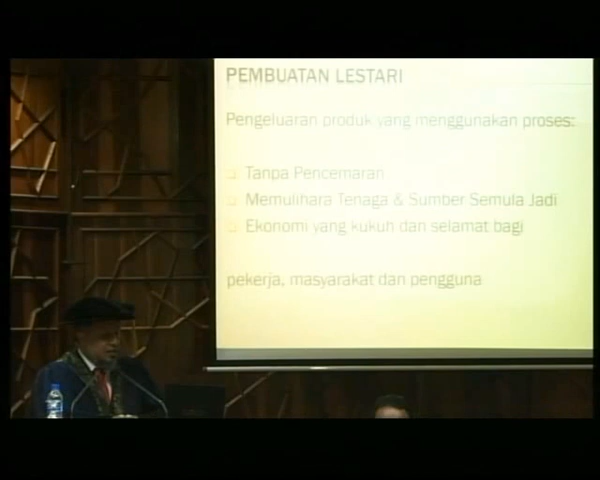 PEMBUATAN LESTARI
Pengeluaran produk yang menggunakan proses:
Tanpa Pencemaran
Memulihara Tenaga & Sumber Semula Jadi
Ekonomi yang kukuh dan selamat bagi
pekerja, masyarakat dan pengguna